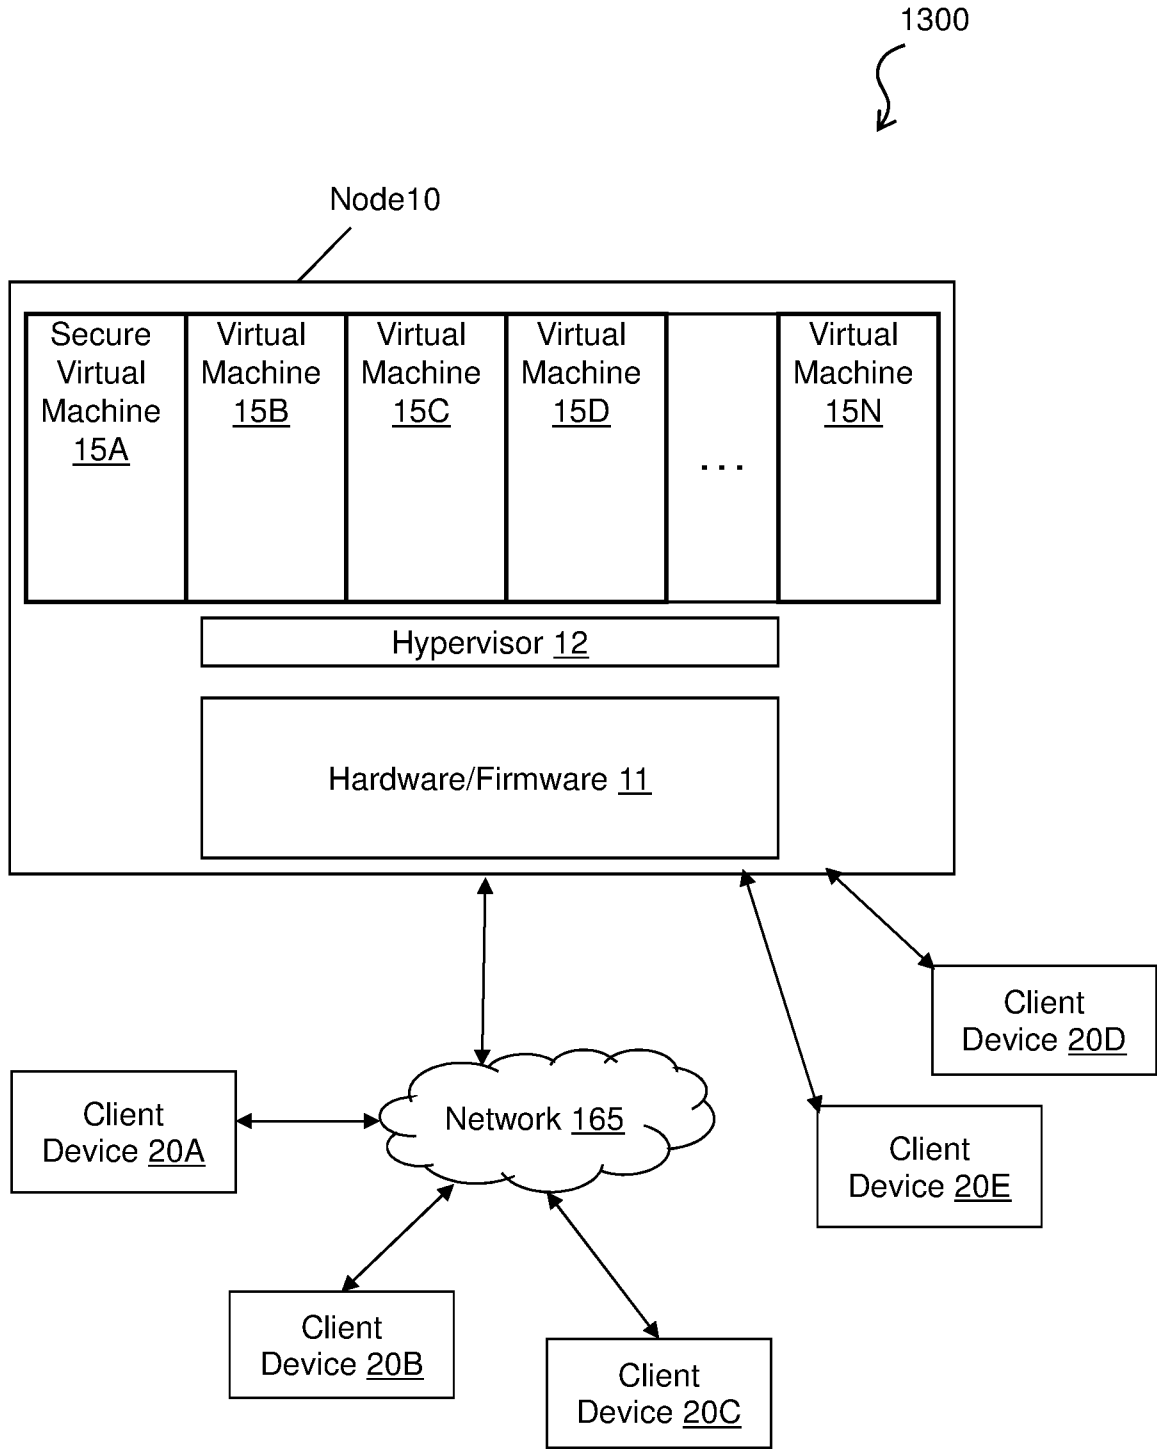 1300
Node10
Secure
Virtual
Machine
15A
Virtual
Machine
15B
Virtual
Machine
15C
Virtual
Machine
15D
...
Virtual
Machine
15N
Hypervisor 12
Hardware/Firmware 11
Client
Device 20D
Client
Device 20A
Network 165
Client
Device 20E
Client
Device 20B
Client
Device 20C